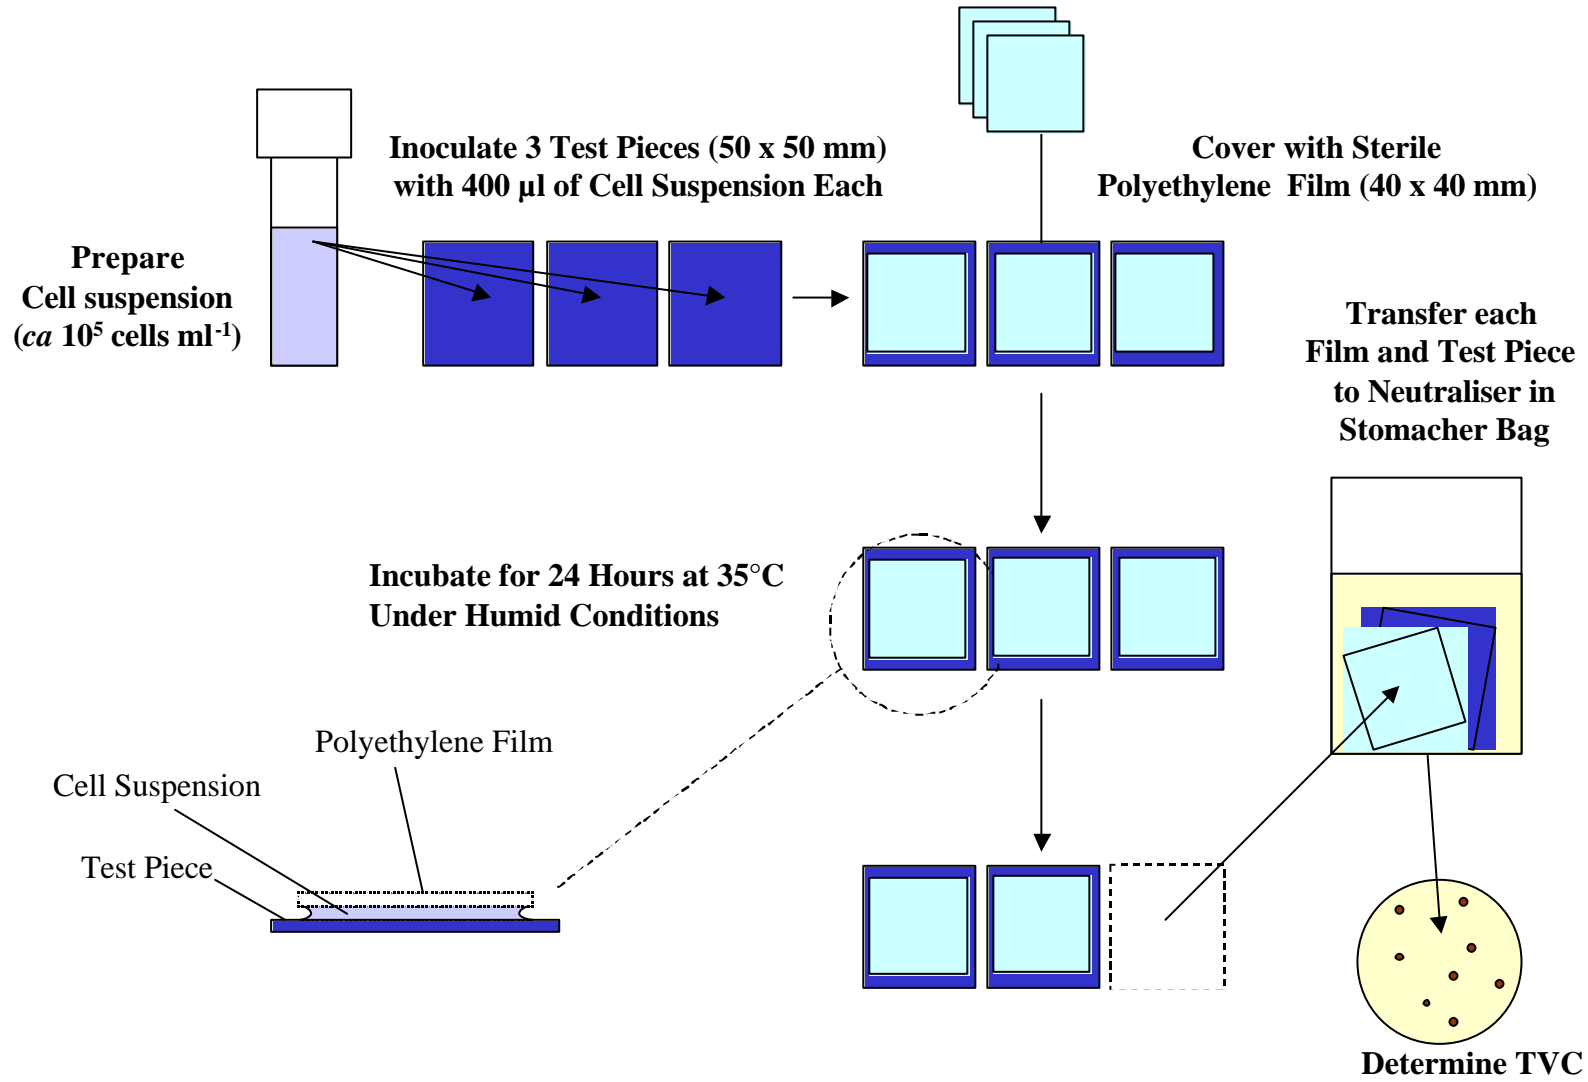 Prepare
Cell suspension
(ca 10⁵ cells ml⁻¹)
Inoculate 3 Test Pieces (50 x 50 mm)
with 400 µl of Cell Suspension Each
Cover with Sterile
Polyethylene Film (40 x 40 mm)
Incubate for 24 Hours at 35°C
Under Humid Conditions
Polyethylene Film
Cell Suspension
Test Piece
Transfer each
Film and Test Piece
to Neutraliser in
Stomacher Bag
Determine TVC